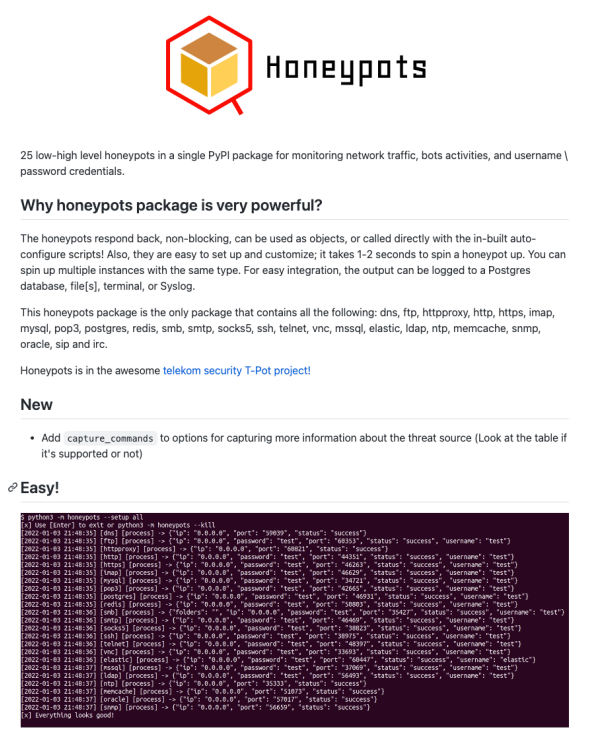 Honeypots
25 low-high level honeypots in a single PyPI package for monitoring network traffic, bots activities, and username \
password credentials.
Why honeypots package is very powerful?
The honeypots respond back, non-blocking, can be used as objects, or called directly with the in-built auto-
configure scripts! Also, they are easy to set up and customize; it takes 1-2 seconds to spin a honeypot up. You can
spin up multiple instances with the same type. For easy integration, the output can be logged to a Postgres
database, file[s], terminal, or Syslog.
This honeypots package is the only package that contains all the following: dns, ftp, httpproxy, http, https, imap,
mysql, pop3, postgres, redis, smb, smtp, socks5, ssh, telnet, vnc, mssql, elastic, ldap, ntp, memcache, snmp,
oracle, sip and irc.
Honeypots is in the awesome telekom security T-Pot project!
New
• Add capture_commands to options for capturing more information about the threat source (Look at the table if
it's supported or not)
Easy!
$ python3 -m honeypots --setup all
[x] Use [Enter] to exit or python3 -m honeypots --kill
[2022-01-03 21:48:35] [dns] [process] -> {"ip": "0.0.0.0", "port": "59039", "status": "success"}
[2022-01-03 21:48:35] [ftp] [process] -> {"ip": "0.0.0.0", "password": "test", "port": "60353", "status": "success", "username": "test"}
[2022-01-03 21:48:35] [httpproxy] [process] -> {"ip": "0.0.0.0", "port": "60821", "status": "success"}
[2022-01-03 21:48:35] [http] [process] -> {"ip": "0.0.0.0", "password": "test", "port": "44351", "status": "success", "username": "test"}
[2022-01-03 21:48:35] [https] [process] -> {"ip": "0.0.0.0", "password": "test", "port": "46263", "status": "success", "username": "test"}
[2022-01-03 21:48:35] [imap] [process] -> {"ip": "0.0.0.0", "password": "test", "port": "46629", "status": "success", "username": "test"}
[2022-01-03 21:48:35] [mysql] [process] -> {"ip": "0.0.0.0", "password": "test", "port": "34721", "status": "success", "username": "test"}
[2022-01-03 21:48:35] [pop3] [process] -> {"ip": "0.0.0.0", "password": "test", "port": "42665", "status": "success", "username": "test"}
[2022-01-03 21:48:35] [postgres] [process] -> {"ip": "0.0.0.0", "password": "test", "port": "46931", "status": "success", "username": "test"}
[2022-01-03 21:48:35] [redis] [process] -> {"ip": "0.0.0.0", "password": "test", "port": "58803", "status": "success", "username": "test"}
[2022-01-03 21:48:36] [smb] [process] -> {"folders": "", "ip": "0.0.0.0", "password": "test", "port": "35427", "status": "success", "username": "test"}
[2022-01-03 21:48:36] [smtp] [process] -> {"ip": "0.0.0.0", "password": "test", "port": "46469", "status": "success", "username": "test"}
[2022-01-03 21:48:36] [socks5] [process] -> {"ip": "0.0.0.0", "password": "test", "port": "38023", "status": "success", "username": "test"}
[2022-01-03 21:48:36] [ssh] [process] -> {"ip": "0.0.0.0", "password": "test", "port": "38975", "status": "success", "username": "test"}
[2022-01-03 21:48:36] [telnet] [process] -> {"ip": "0.0.0.0", "password": "test", "port": "48397", "status": "success", "username": "test"}
[2022-01-03 21:48:36] [vnc] [process] -> {"ip": "0.0.0.0", "password": "test", "port": "33693", "status": "success", "username": "test"}
[2022-01-03 21:48:36] [elastic] [process] -> {"ip": "0.0.0.0", "password": "test", "port": "60447", "status": "success", "username": "elastic"}
[2022-01-03 21:48:37] [mssql] [process] -> {"ip": "0.0.0.0", "password": "test", "port": "37069", "status": "success", "username": "test"}
[2022-01-03 21:48:37] [ldap] [process] -> {"ip": "0.0.0.0", "password": "test", "port": "56493", "status": "success", "username": "test"}
[2022-01-03 21:48:37] [ntp] [process] -> {"ip": "0.0.0.0", "port": "35333", "status": "success"}
[2022-01-03 21:48:37] [memcache] [process] -> {"ip": "0.0.0.0", "port": "51073", "status": "success"}
[2022-01-03 21:48:37] [oracle] [process] -> {"ip": "0.0.0.0", "port": "57017", "status": "success"}
[2022-01-03 21:48:37] [snmp] [process] -> {"ip": "0.0.0.0", "port": "56659", "status": "success"}
[x] Everything looks good!